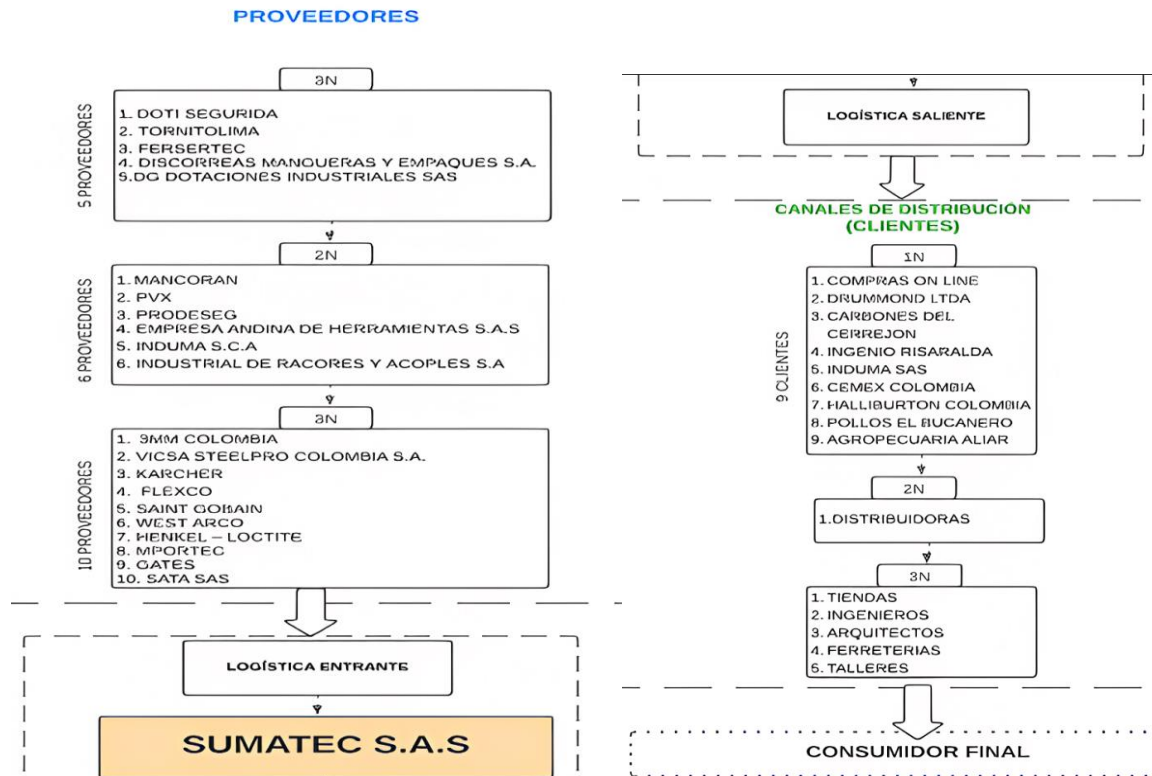 PROVEEDORES
3N
5 PROVEEDORES
1. DOTI SEGURIDA
2. TORNITOLIMA
3. FERSERTEC
4. DISCORREAS MANGUERAS Y EMPAQUES S.A.
5.DG DOTACIONES INDUSTRIALES SAS
2N
6 PROVEEDORES
1. MANCORAN
2. PVX
3. PRODESEG
4. EMPRESA ANDINA DE HERRAMIENTAS S.A.S
5. INDUMA S.C.A
6. INDUSTRIAL DE RACORES Y ACOPLES S.A
3N
10 PROVEEDORES
1. 3MM COLOMBIA
2. VICSA STEELPRO COLOMBIA S.A.
3. KARCHER
4. FLEXCO
5. SAINT GOBAIN
6. WEST ARCO
7. HENKEL – LOCTITE
8. MPORTEC
9. GATES
10. SATA SAS
LOGÍSTICA ENTRANTE
SUMATEC S.A.S
LOGÍSTICA SALIENTE
CANALES DE DISTRIBUCIÓN
(CLIENTES)
1N
9 CLIENTES
1. COMPRAS ON LINE
2. DRUMMOND LTDA
3. CARBONES DEL
CERREJON
4. INGENIO RISARALDA
5. INDUMA SAS
6. CEMEX COLOMBIA
7. HALLIBURTON COLOMBIA
8. POLLOS EL BUCANERO
9. AGROPECUARIA ALIAR
2N
1.DISTRIBUIDORAS
3N
1. TIENDAS
2. INGENIEROS
3. ARQUITECTOS
4. FERRETERIAS
5. TALLERES
CONSUMIDOR FINAL